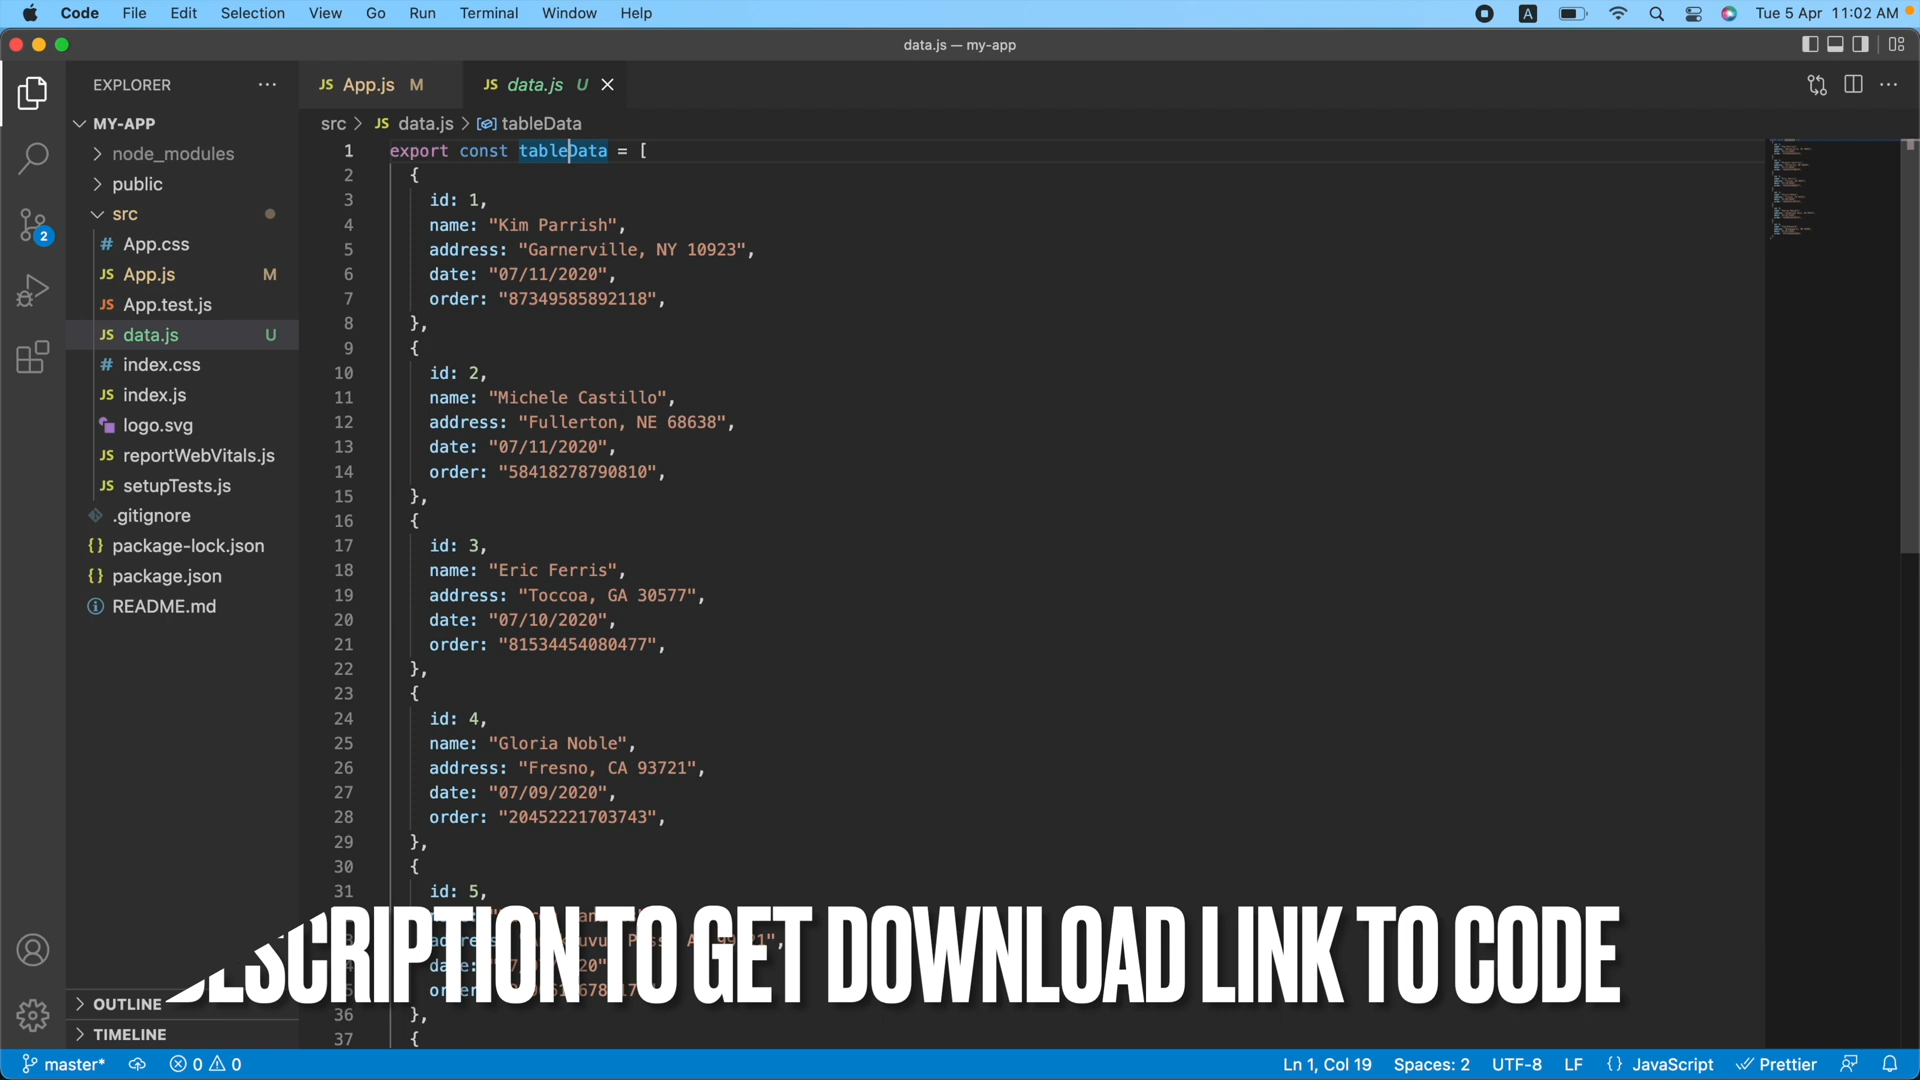 Code File Edit Selection View Go Run Terminal Window Help A Tue 5 Apr 11:02 AM
data.js — my-app
EXPLORER
JS App.js M JS data.js U
MY-APP
src > JS data.js > tableData
node_modules
public
src
# App.css
JS App.js M
JS App.test.js
JS data.js U
# index.css
JS index.js
logo.svg
JS reportWebVitals.js
JS setupTests.js
.gitignore
{} package-lock.json
{} package.json
README.md
2
OUTLINE
TIMELINE
1 export const tableData = [
2 {
3 id: 1,
4 name: "Kim Parrish",
5 address: "Garnerville, NY 10923",
6 date: "07/11/2020",
7 order: "87349585892118",
8 },
9 {
10 id: 2,
11 name: "Michele Castillo",
12 address: "Fullerton, NE 68638",
13 date: "07/11/2020",
14 order: "58418278790810",
15 },
16 {
17 id: 3,
18 name: "Eric Ferris",
19 address: "Toccoa, GA 30577",
20 date: "07/10/2020",
21 order: "81534454080477",
22 },
23 {
24 id: 4,
25 name: "Gloria Noble",
26 address: "Fresno, CA 93721",
27 date: "07/09/2020",
28 order: "20452221703743",
29 },
30 {
31 id: 5,
36 },
37 {
ESCRIPTION TO GET DOWNLOAD LINK TO CODE
master* 0 0 Ln 1, Col 19 Spaces: 2 UTF-8 LF {} JavaScript Prettier